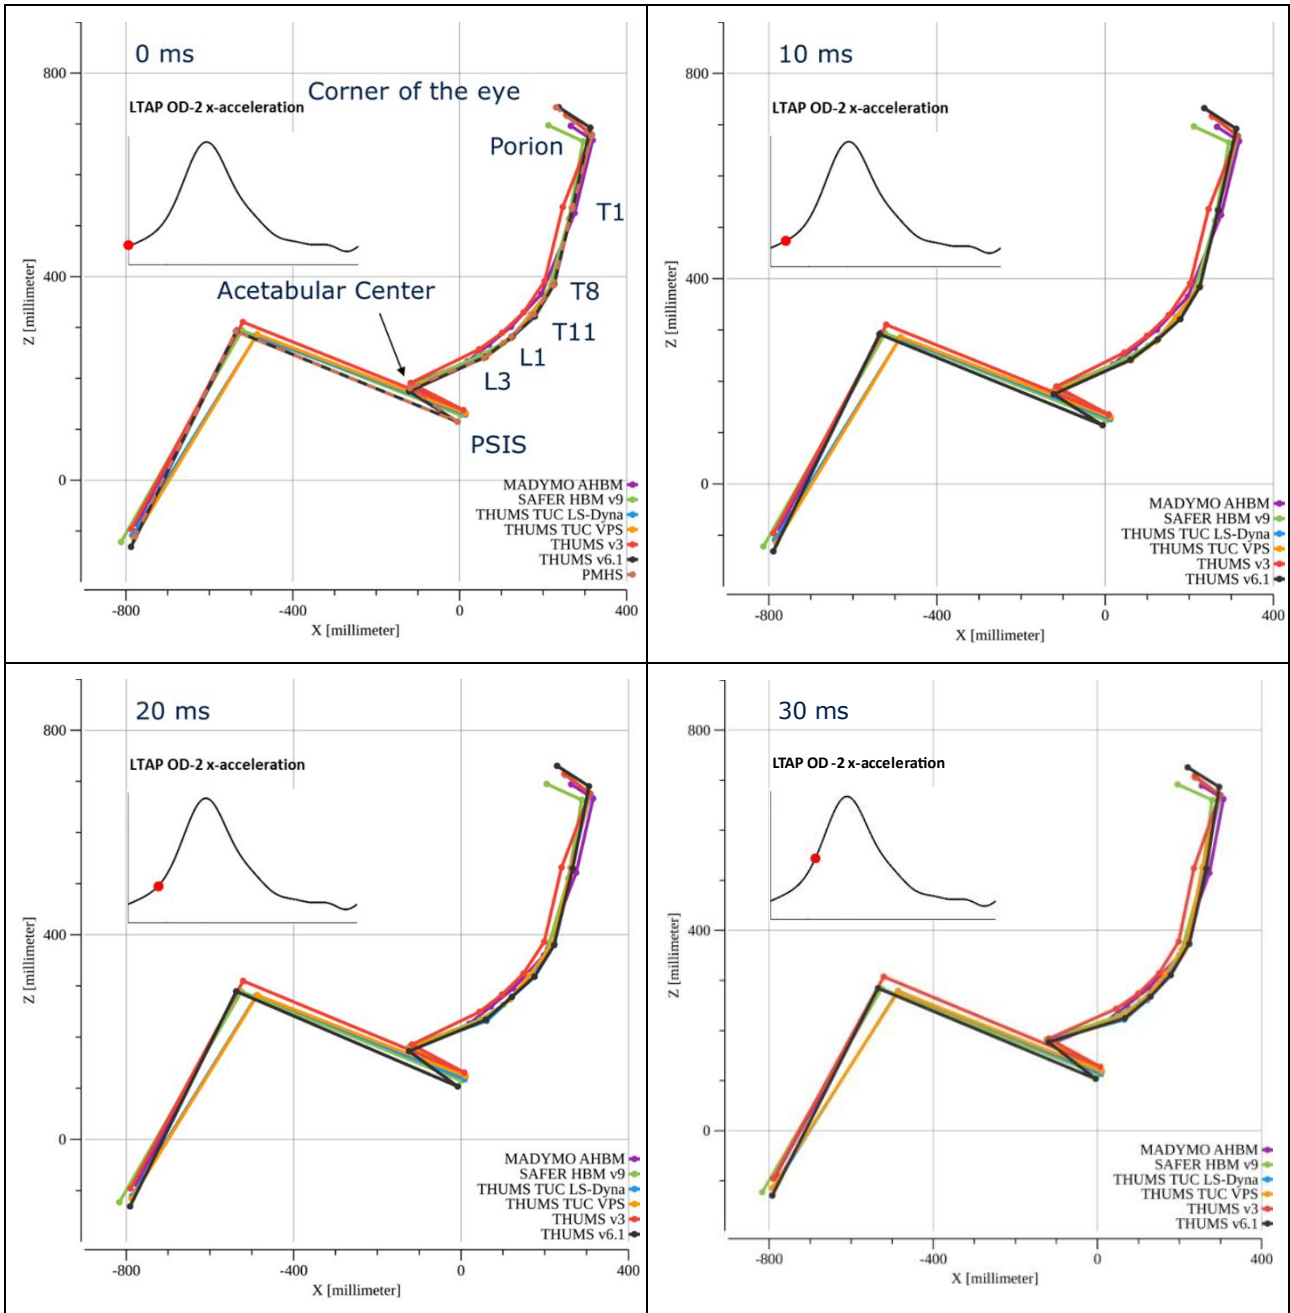 0 ms
LTAP OD-2 x-acceleration
Corner of the eye
Porion
T1
Acetabular Center
T8
T11
L1
L3
PSIS
800
400
0
Z [millimeter]
MADYMO AHBM
SAFER HBM v9
THUMS TUC LS-Dyna
THUMS TUC VPS
THUMS v3
THUMS v6.1
PMHS
-800
-400
0
400
X [millimeter]
10 ms
LTAP OD-2 x-acceleration
800
400
0
Z [millimeter]
MADYMO AHBM
SAFER HBM v9
THUMS TUC LS-Dyna
THUMS TUC VPS
THUMS v3
THUMS v6.1
-800
-400
0
400
X [millimeter]
20 ms
LTAP OD-2 x-acceleration
800
400
0
Z [millimeter]
MADYMO AHBM
SAFER HBM v9
THUMS TUC LS-Dyna
THUMS TUC VPS
THUMS v3
THUMS v6.1
-800
-400
0
400
X [millimeter]
30 ms
LTAP OD -2 x-acceleration
800
400
0
Z [millimeter]
MADYMO AHBM
SAFER HBM v9
THUMS TUC LS-Dyna
THUMS TUC VPS
THUMS v3
THUMS v6.1
-800
-400
0
400
X [millimeter]